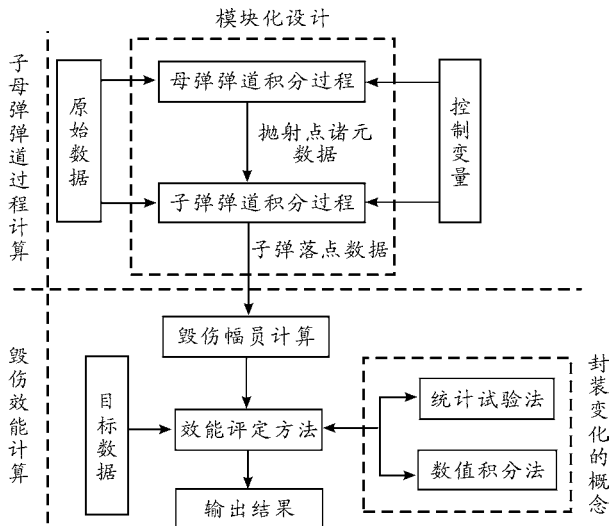 模块化设计
子母弹弹道过程计算
原始数据
母弹弹道积分过程
控制变量
抛射点诸元
数据
子弹弹道积分过程
子弹落点数据
毁伤幅员计算
毁伤效能计算
目标数据
效能评定方法
统计试验法
数值积分法
封装变化的概念
输出结果